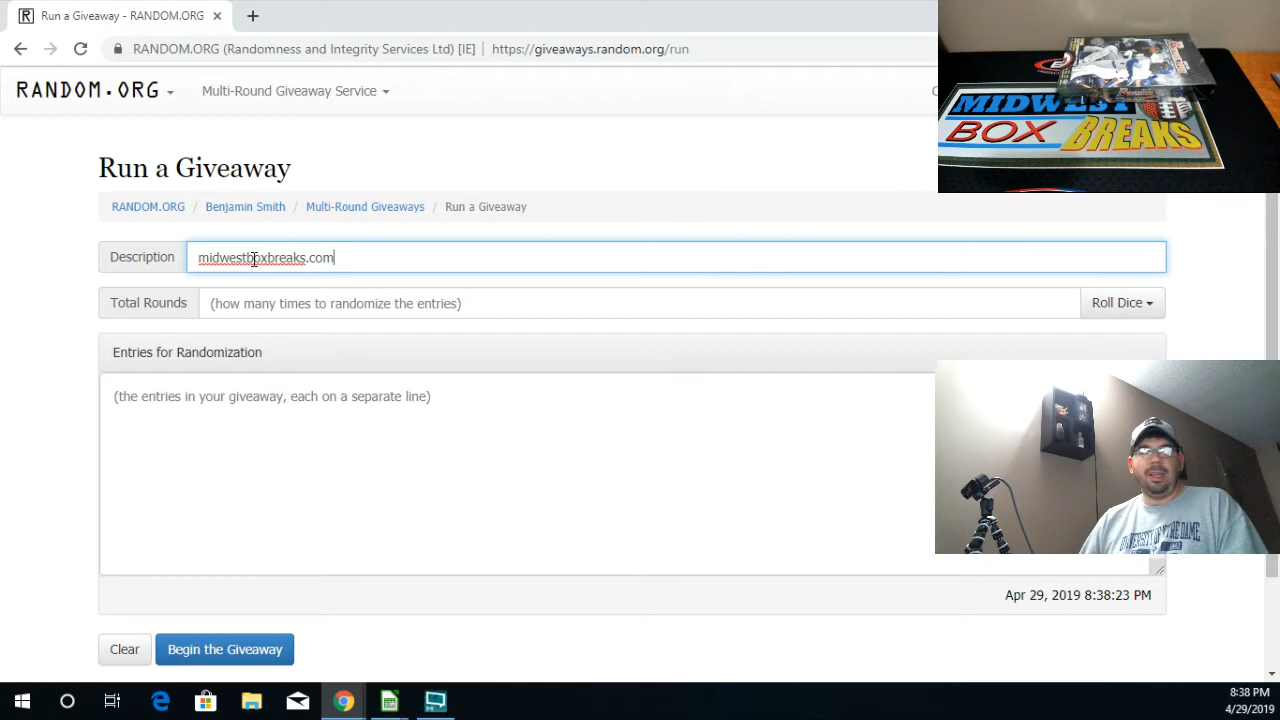 Run a Giveaway - RANDOM.ORG
RANDOM.ORG (Randomness and Integrity Services Ltd) [IE] | https://giveaways.random.org/run
RANDOM.ORG
Multi-Round Giveaway Service
Run a Giveaway
RANDOM.ORG / Benjamin Smith / Multi-Round Giveaways / Run a Giveaway
Description midwestboxbreaks.com
Total Rounds (how many times to randomize the entries) Roll Dice
Entries for Randomization
(the entries in your giveaway, each on a separate line)
Apr 29, 2019 8:38:23 PM
Clear Begin the Giveaway
8:38 PM
4/29/2019
MIDWEST
BOX BREAKS